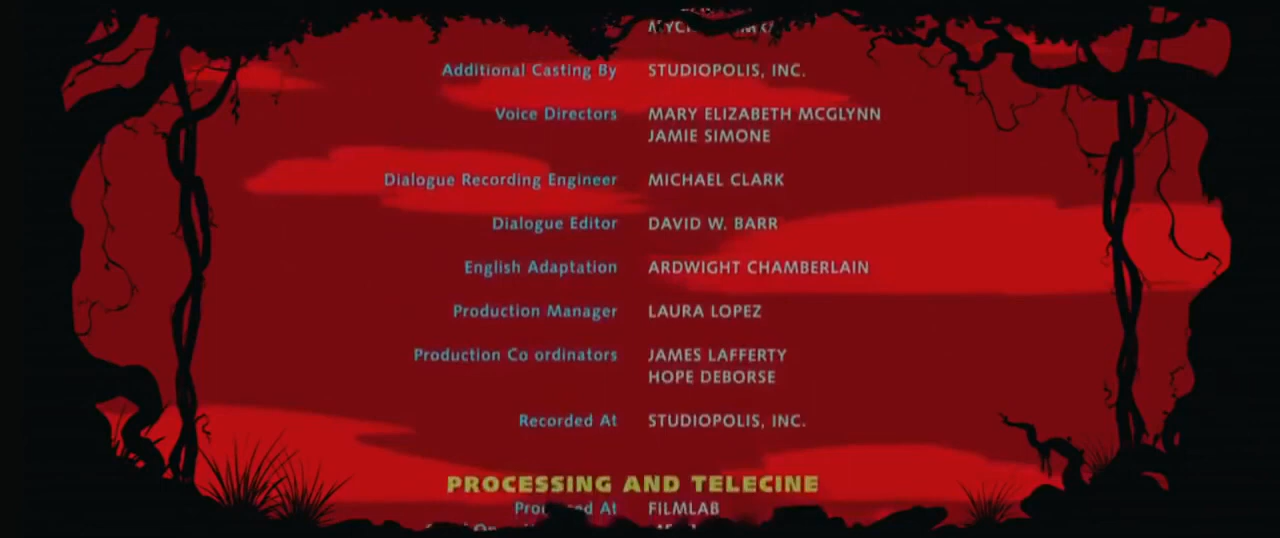 Additional Casting By STUDIOPOLIS, INC.
Voice Directors MARY ELIZABETH MCGLYNN
JAMIE SIMONE
Dialogue Recording Engineer MICHAEL CLARK
Dialogue Editor DAVID W. BARR
English Adaptation ARDWIGHT CHAMBERLAIN
Production Manager LAURA LOPEZ
Production Co ordinators JAMES LAFFERTY
HOPE DEBORSE
Recorded At STUDIOPOLIS, INC.
PROCESSING AND TELECINE
At FILMLAB